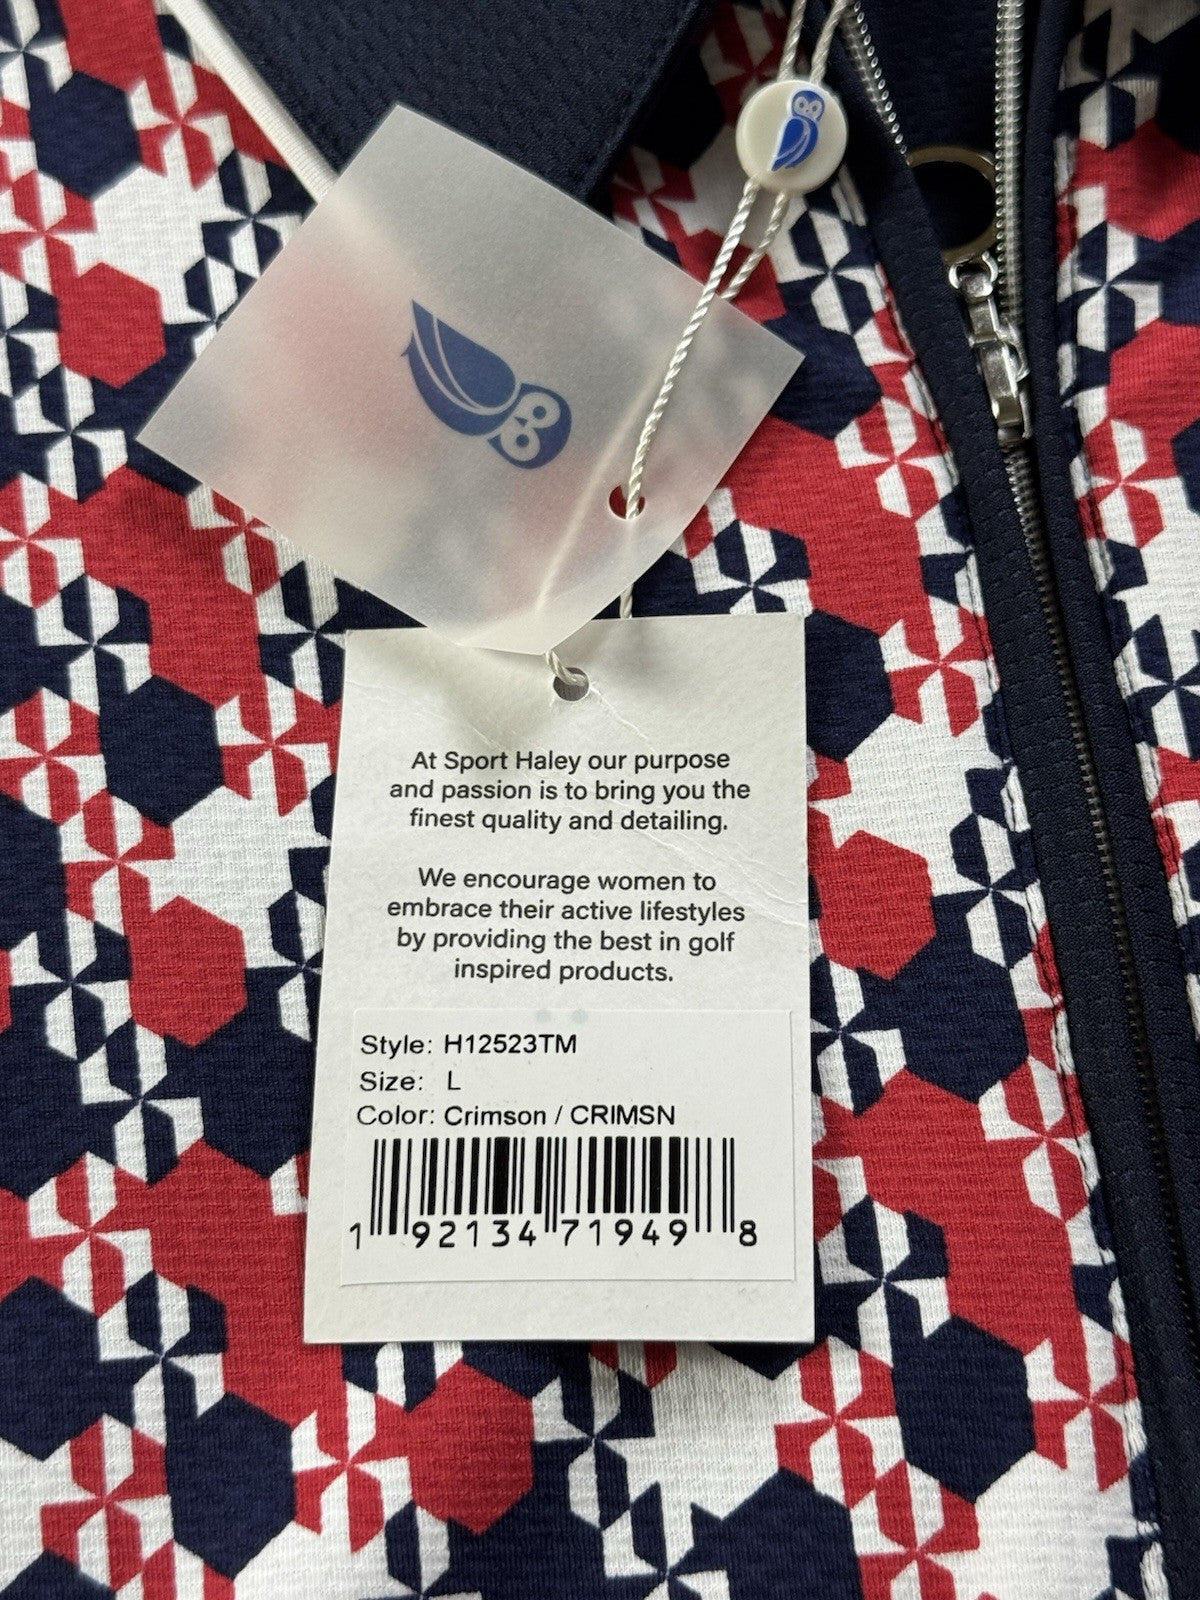 At Sport Haley our purpose
and passion is to bring you the
finest quality and detailing.
We encourage women to
embrace their active lifestyles
by providing the best in golf
inspired products.
Style: H12523TM
Size: L
Color: Crimson / CRIMSN
1 92134 71949 8